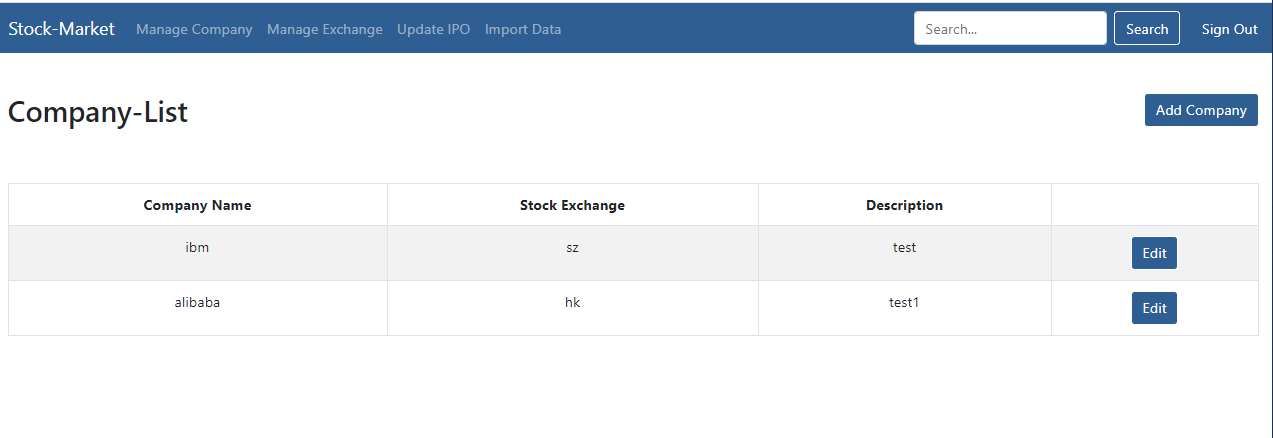 Stock-Market Manage Company Manage Exchange Update IPO Import Data Search... Search Sign Out
Company-List Add Company
Company Name Stock Exchange Description
ibm sz test Edit
alibaba hk test1 Edit